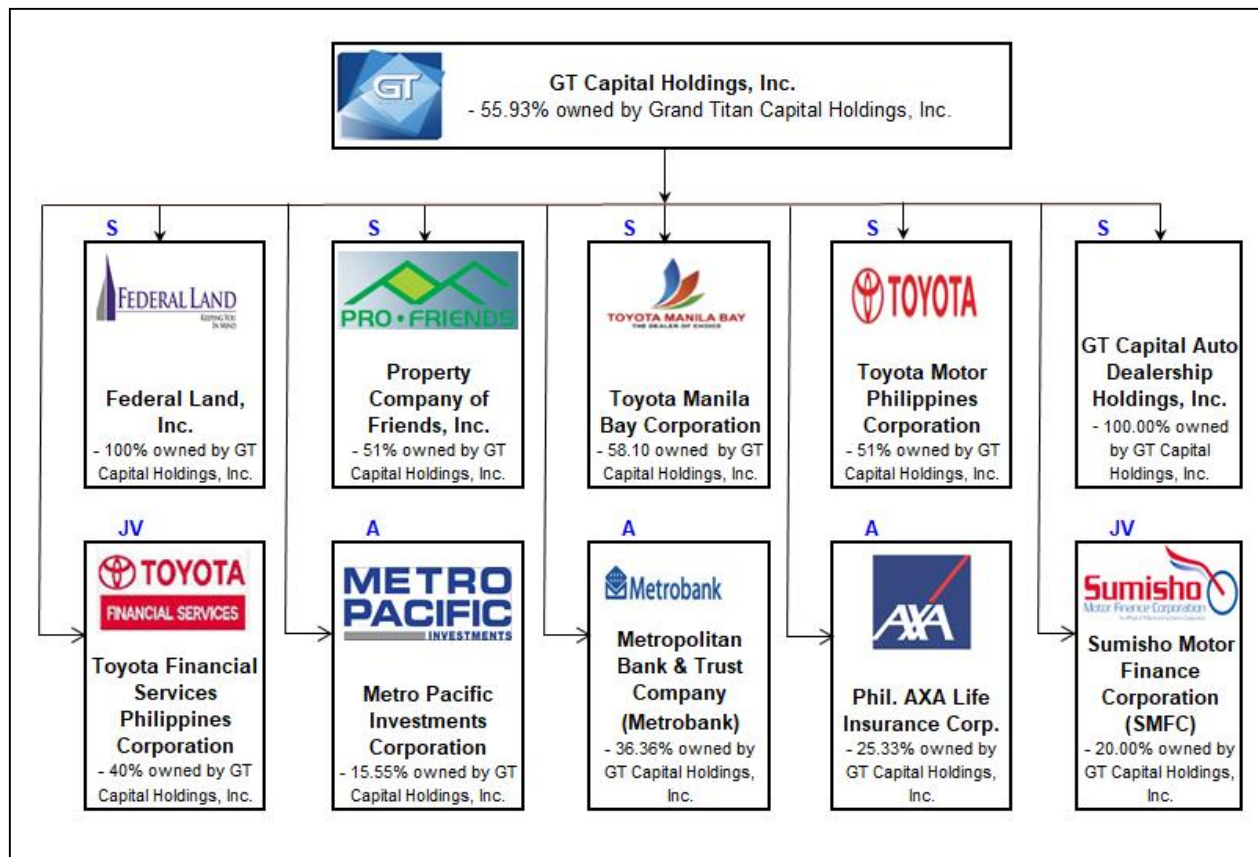 GT
GT Capital Holdings, Inc.
- 55.93% owned by Grand Titan Capital Holdings, Inc.
S
S
S
S
S
FEDERAL LAND
KEEPING YOU
IN MIND
Federal Land,
Inc.
- 100% owned by GT
Capital Holdings, Inc.
PRO•FRIENDS
Property
Company of
Friends, Inc.
- 51% owned by GT
Capital Holdings, Inc.
TOYOTA MANILA BAY
THE DEALER OF CHOICE
Toyota Manila
Bay Corporation
- 58.10 owned by GT
Capital Holdings, Inc.
TOYOTA
Toyota Motor
Philippines
Corporation
- 51% owned by GT
Capital Holdings, Inc.
GT Capital Auto
Dealership
Holdings, Inc.
- 100.00% owned
by GT Capital
Holdings, Inc.
JV
A
A
A
JV
TOYOTA
FINANCIAL SERVICES
Toyota Financial
Services
Philippines
Corporation
- 40% owned by GT
Capital Holdings, Inc.
METRO
PACIFIC
INVESTMENTS
Metro Pacific
Investments
Corporation
- 15.55% owned by GT
Capital Holdings, Inc.
Metrobank
Metropolitan
Bank & Trust
Company
(Metrobank)
- 36.36% owned by
GT Capital Holdings,
Inc.
AXA
Phil. AXA Life
Insurance Corp.
- 25.33% owned by
GT Capital Holdings,
Inc.
Sumisho
Motor Finance Corporation
Sumisho Motor
Finance
Corporation
(SMFC)
- 20.00% owned by
GT Capital Holdings,
Inc.